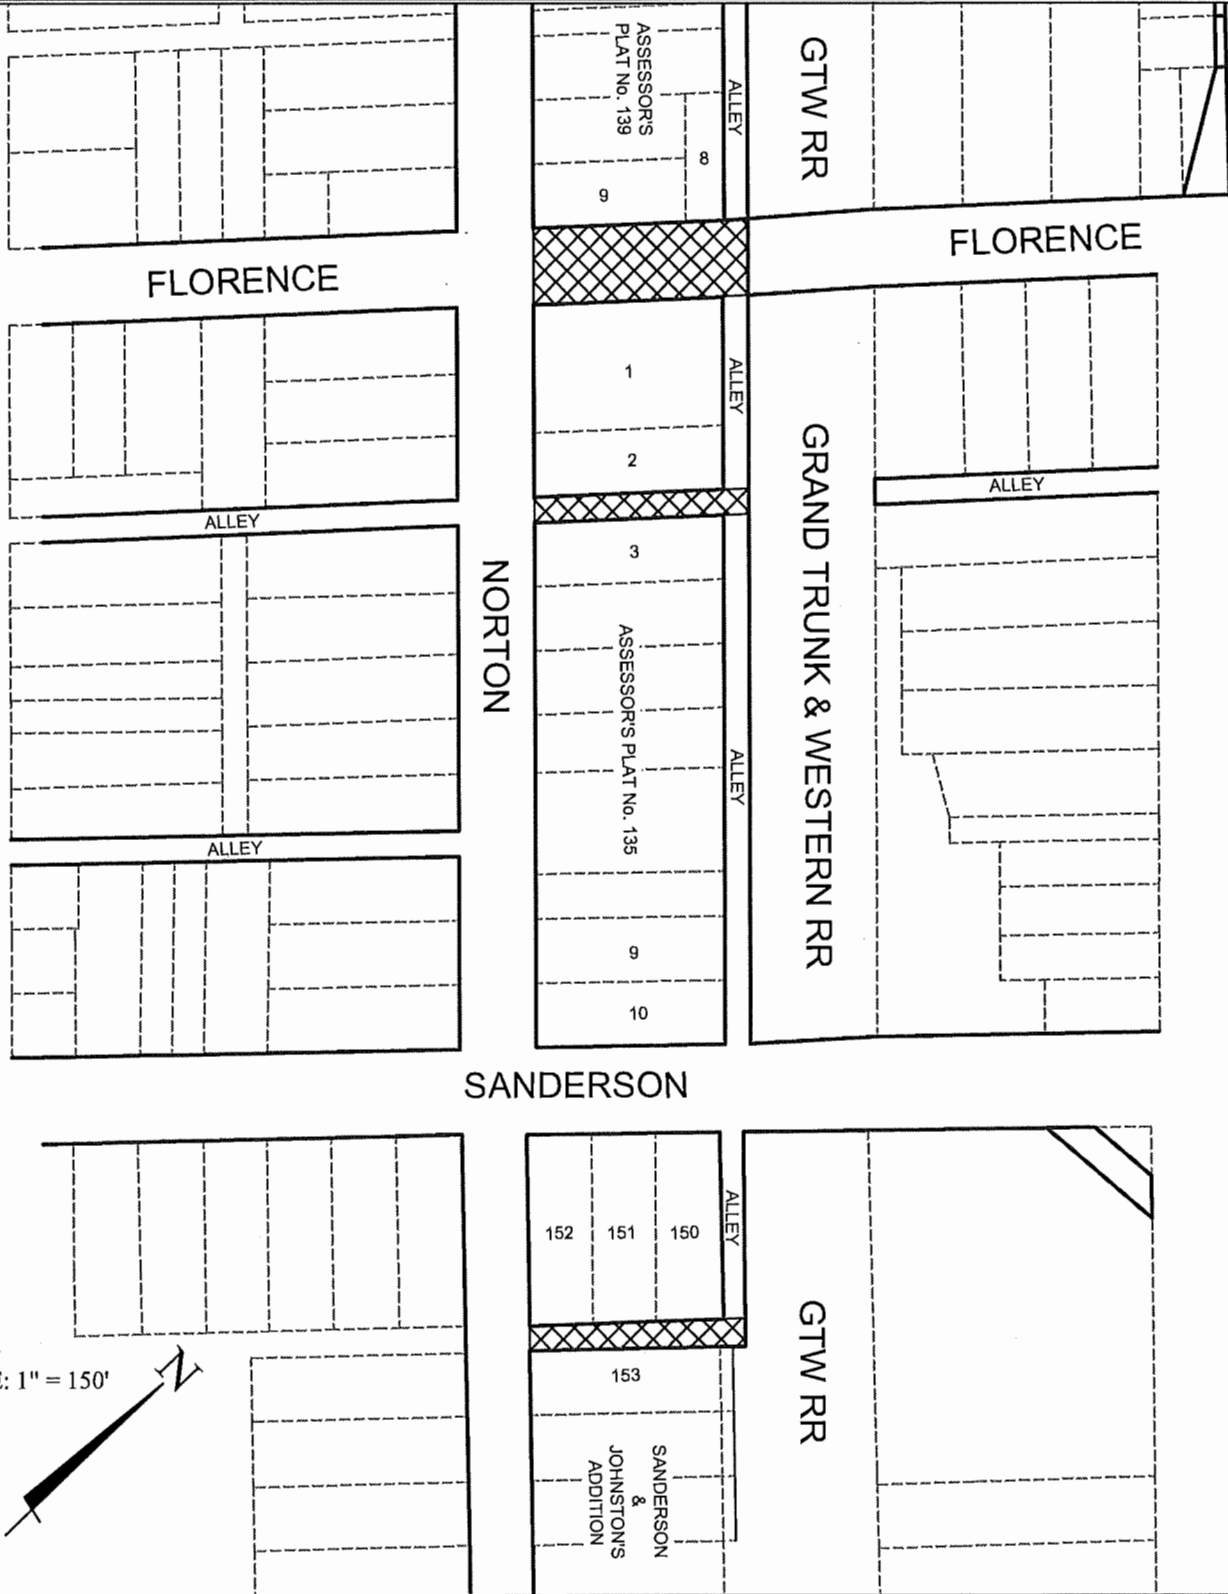 ASSESSOR'S
PLAT No. 139
ALLEY
GTW RR
8
9
FLORENCE
FLORENCE
1
ALLEY
2
ALLEY
ALLEY
3
NORTON
ASSESSOR'S PLAT No. 135
GRAND TRUNK & WESTERN RR
ALLEY
ALLEY
9
10
SANDERSON
152
151
150
ALLEY
GTW RR
N
: 1" = 150'
153
SANDERSON
&
JOHNSTON'S
ADDITION